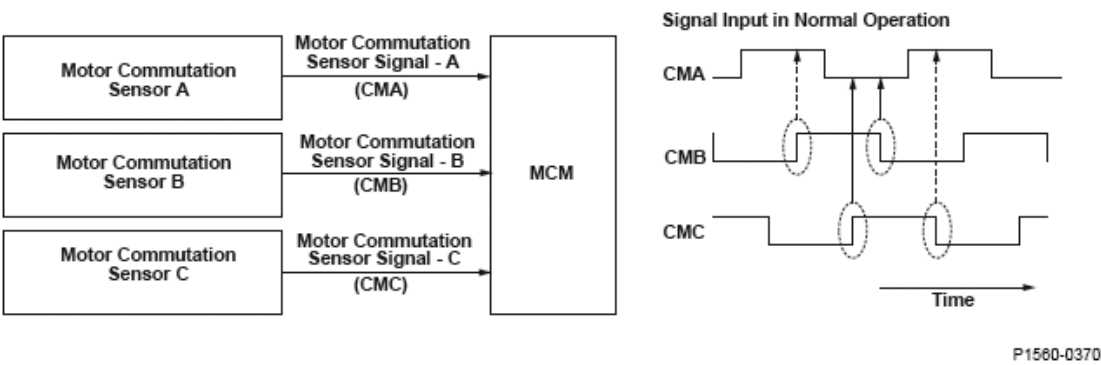 Signal Input in Normal Operation
Motor Commutation
Sensor A
Motor Commutation
Sensor Signal - A
(CMA)
Motor Commutation
Sensor B
Motor Commutation
Sensor Signal - B
(CMB)
Motor Commutation
Sensor C
Motor Commutation
Sensor Signal - C
(CMC)
MCM
CMA
CMB
CMC
Time
P1560-0370